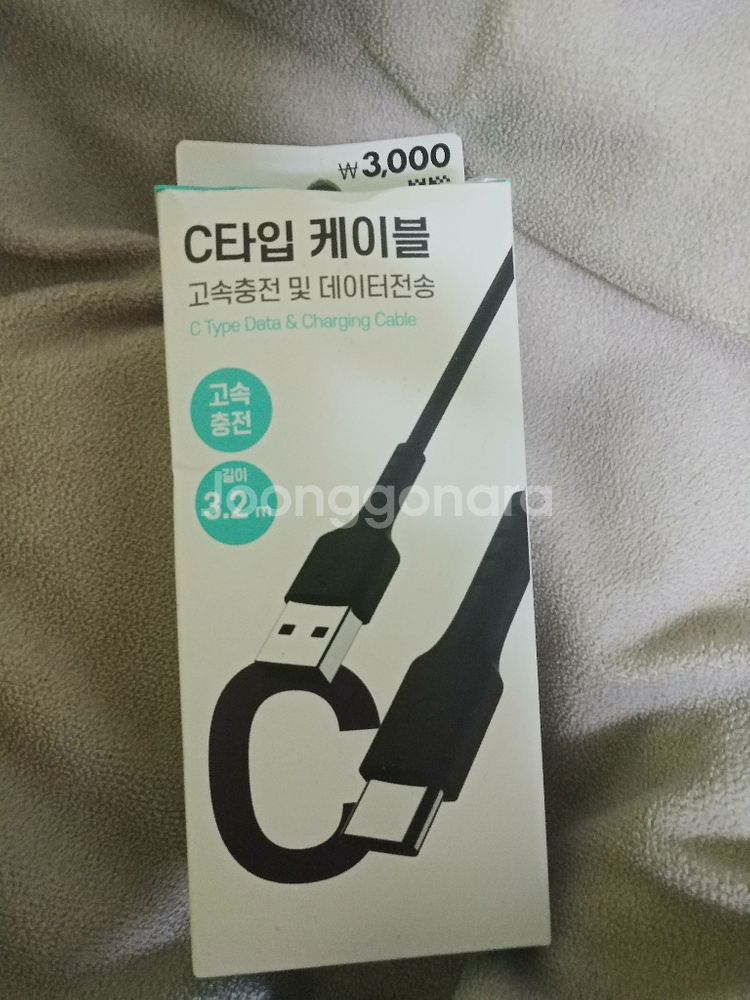 ₩3,000
C타입 케이블
고속충전 및 데이터전송
C Type Data & Charging Cable
고속
충전
길이
3.2 m
Joonggonara
C